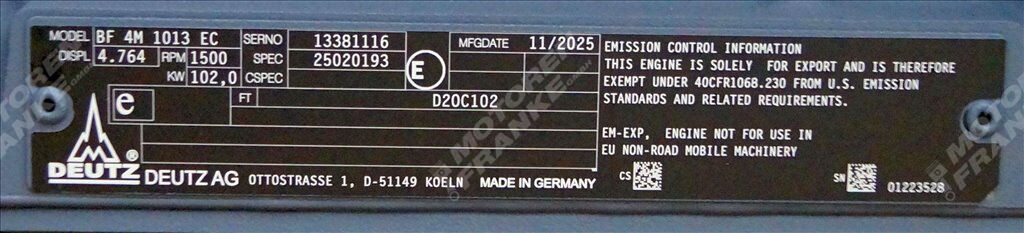 MODEL BF 4M 1013 EC SERNO 13381116 MFGDATE 11/2025
DISPL 4.764 RPM 1500 SPEC 25020193
KW 102,0 CSPEC
E
e FT D20C102
DEUTZ® DEUTZ AG OTTOSTRASSE 1, D-51149 KOELN MADE IN GERMANY
EMISSION CONTROL INFORMATION
THIS ENGINE IS SOLELY FOR EXPORT AND IS THEREFORE
EXEMPT UNDER 40CFR1068.230 FROM U.S. EMISSION
STANDARDS AND RELATED REQUIREMENTS.
EM-EXP, ENGINE NOT FOR USE IN
EU NON-ROAD MOBILE MACHINERY
CS SN 01223528
MOTOREN
FRANKE